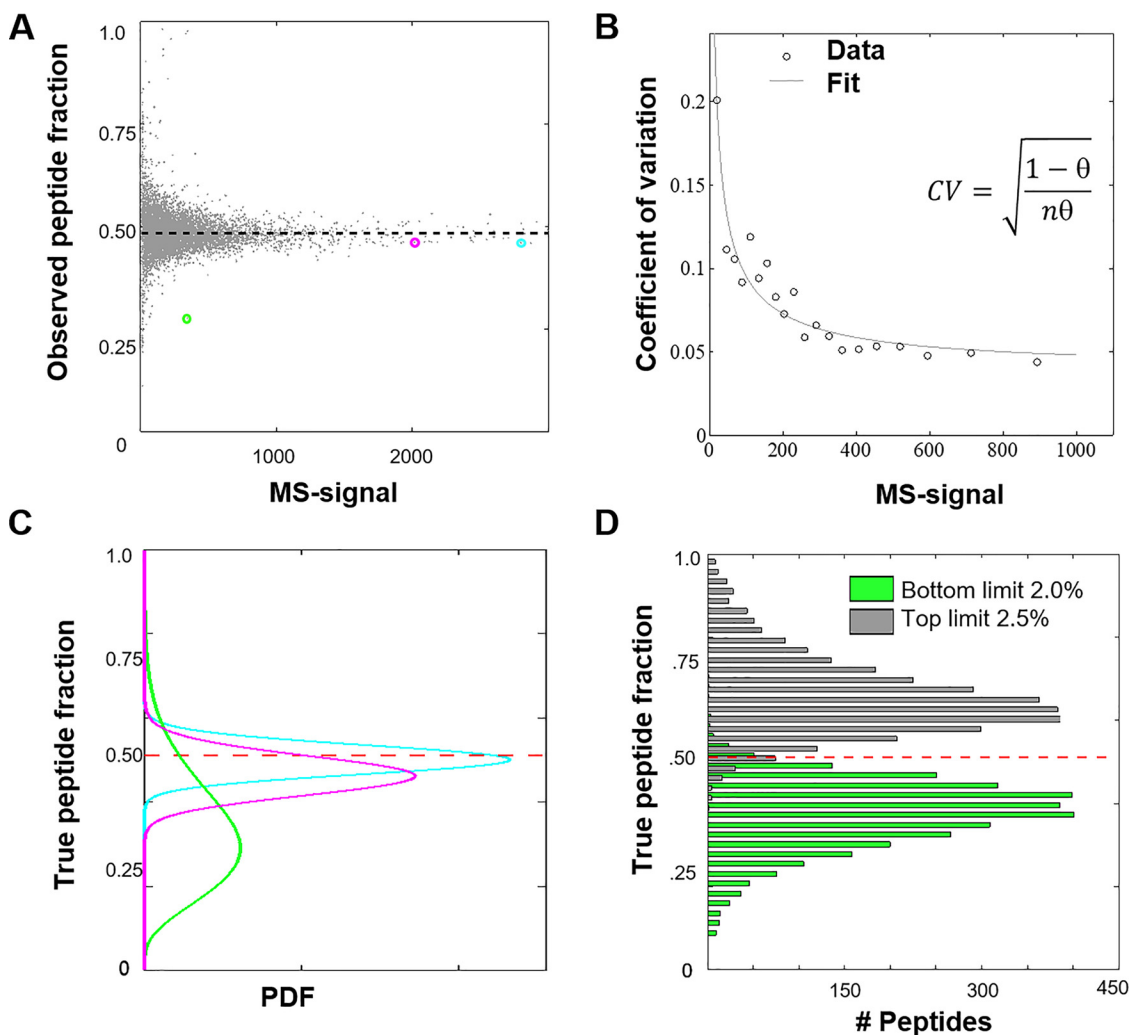 A
Observed peptide fraction
1.0
0.75
0.50
0.25
0
1000
2000
MS-signal
B
Coefficient of variation
Data
Fit
CV = √((1 − θ)/(nθ))
0.2
0.15
0.1
0.05
0
0
200
400
600
800
1000
MS-signal
C
True peptide fraction
1.0
0.75
0.50
0.25
0
PDF
D
True peptide fraction
1.0
.75
.50
.25
0
Bottom limit 2.0%
Top limit 2.5%
150
300
450
# Peptides